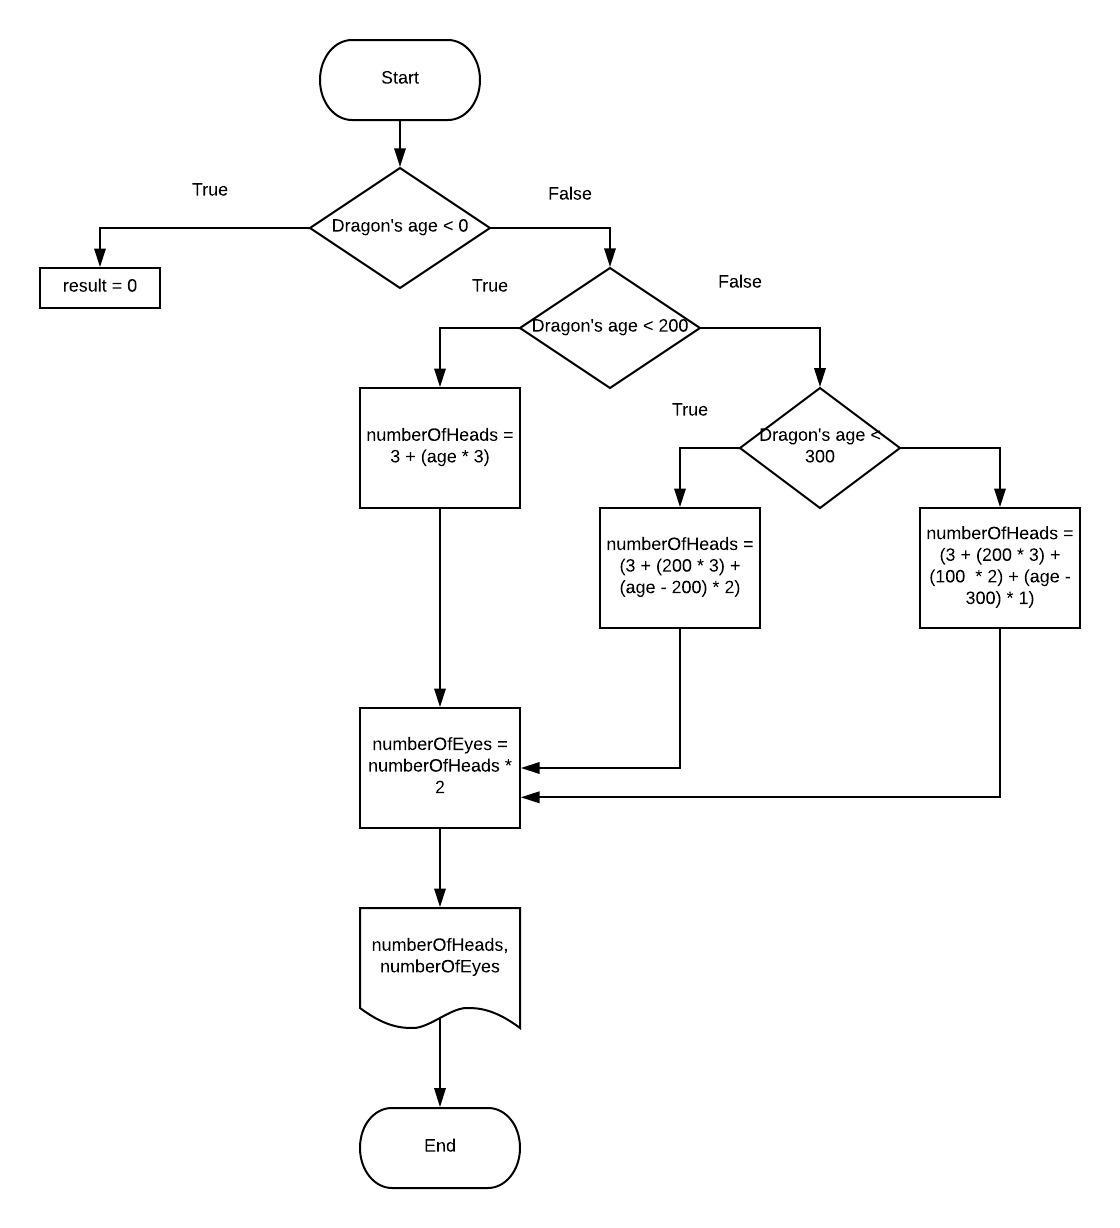 Start
True
False
Dragon's age < 0
result = 0
True
False
Dragon's age < 200
True
numberOfHeads =
3 + (age * 3)
Dragon's age <
300
numberOfHeads =
(3 + (200 * 3) +
(age - 200) * 2)
numberOfHeads =
(3 + (200 * 3) +
(100  * 2) + (age -
300) * 1)
numberOfEyes =
numberOfHeads *
2
numberOfHeads,
numberOfEyes
End